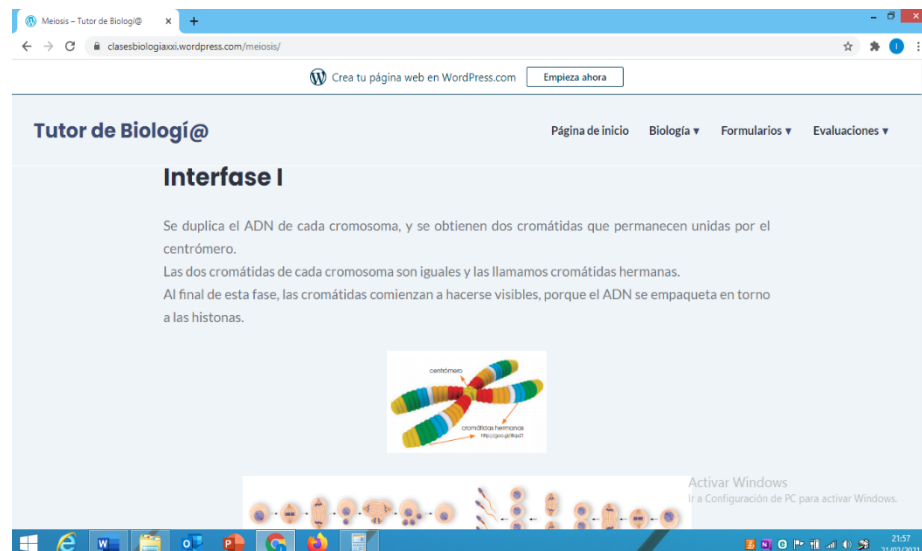 Meiosis – Tutor de Biologí@
clasesbiologiaxxi.wordpress.com/meiosis/
Crea tu página web en WordPress.com Empieza ahora
Tutor de Biologí@ Página de inicio Biología Formularios Evaluaciones
Interfase I
Se duplica el ADN de cada cromosoma, y se obtienen dos cromátidas que permanecen unidas por el
centrómero.
Las dos cromátidas de cada cromosoma son iguales y las llamamos cromátidas hermanas.
Al final de esta fase, las cromátidas comienzan a hacerse visibles, porque el ADN se empaqueta en torno
a las histonas.
centrómero
cromátidas hermanas
Activar Windows
Ir a Configuración de PC para activar Windows.
21:57